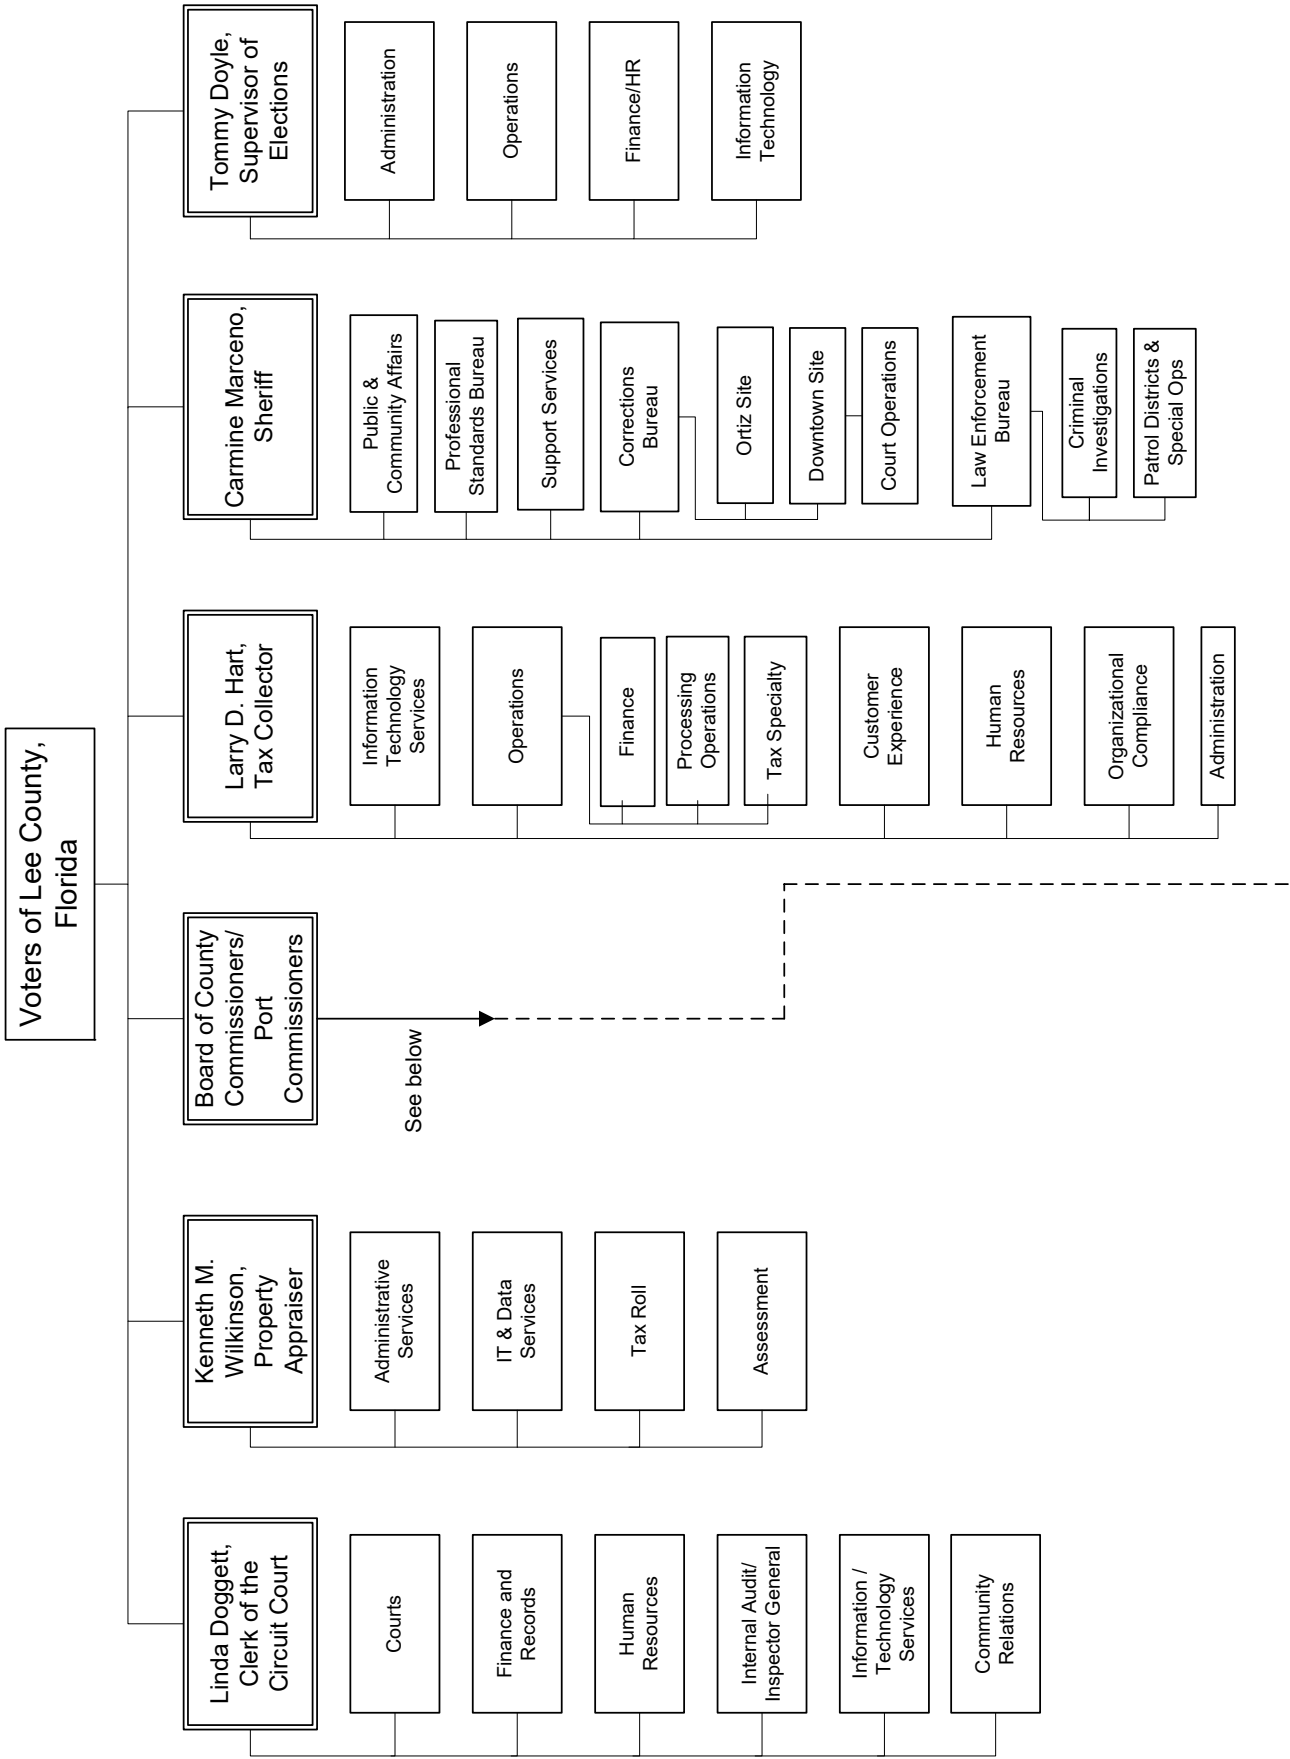 Voters of Lee County,
Florida
Linda Doggett,
Clerk of the
Circuit Court
Courts
Finance and
Records
Human
Resources
Internal Audit/
Inspector General
Information /
Technology
Services
Community
Relations
Kenneth M.
Wilkinson,
Property
Appraiser
Administrative
Services
IT & Data
Services
Tax Roll
Assessment
Board of County
Commissioners/
Port
Commissioners
See below
Larry D. Hart,
Tax Collector
Information
Technology
Services
Operations
Finance
Processing
Operations
Tax Specialty
Customer
Experience
Human
Resources
Organizational
Compliance
Administration
Carmine Marceno,
Sheriff
Public &
Community Affairs
Professional
Standards Bureau
Support Services
Corrections
Bureau
Ortiz Site
Downtown Site
Court Operations
Law Enforcement
Bureau
Criminal
Investigations
Patrol Districts &
Special Ops
Tommy Doyle,
Supervisor of
Elections
Administration
Operations
Finance/HR
Information
Technology